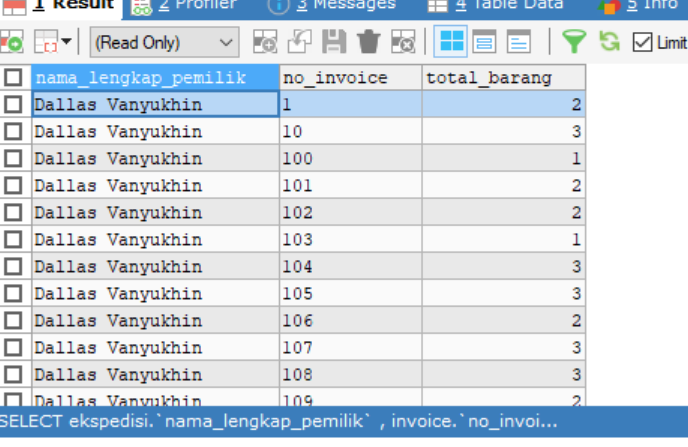 1 Result 2 Profiler 3 Messages 4 Table Data 5 Info
(Read Only) Limit
nama_lengkap_pemilik no_invoice total_barang
Dallas Vanyukhin 1 2
Dallas Vanyukhin 10 3
Dallas Vanyukhin 100 1
Dallas Vanyukhin 101 2
Dallas Vanyukhin 102 2
Dallas Vanyukhin 103 1
Dallas Vanyukhin 104 3
Dallas Vanyukhin 105 3
Dallas Vanyukhin 106 2
Dallas Vanyukhin 107 3
Dallas Vanyukhin 108 3
Dallas Vanyukhin 109 2
SELECT ekspedisi.`nama_lengkap_pemilik` , invoice.`no_invoi...